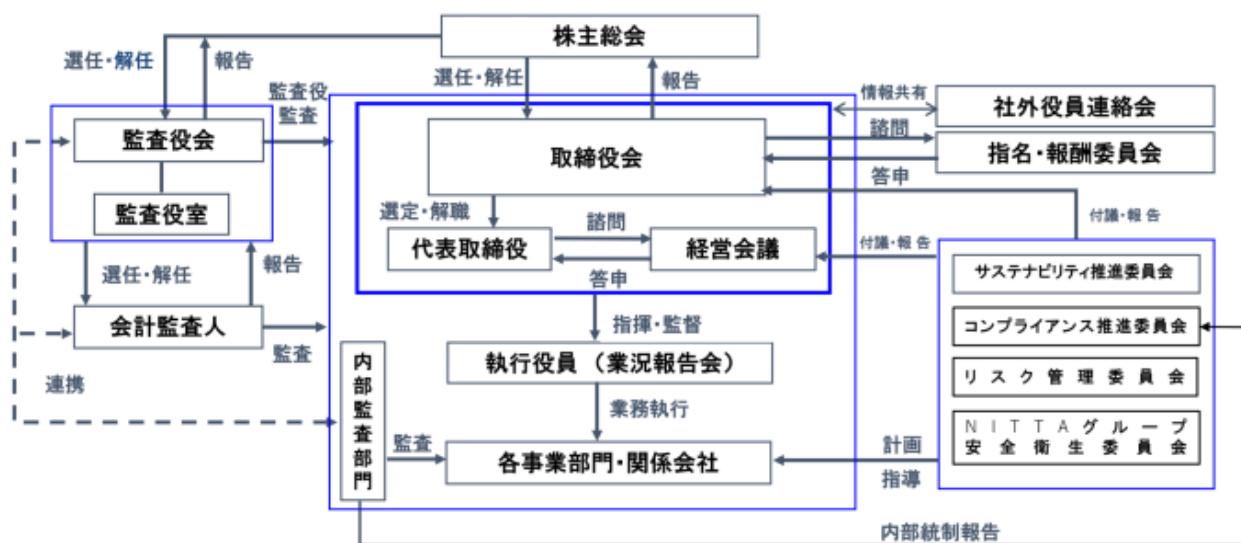 株主総会
選任・解任
報告
選任・解任
報告
監査役
監査
情報共有
社外役員連絡会
監査役会
取締役会
諮問
指名・報酬委員会
答申
監査役室
選定・解職
付議・報告
代表取締役
諮問
経営会議
付議・報告
答申
選任・解任
報告
サステナビリティ推進委員会
会計監査人
監査
指揮・監督
コンプライアンス推進委員会
内部監査部門
執行役員（業況報告会）
リスク管理委員会
連携
業務執行
NITTAグループ
安全衛生委員会
監査
各事業部門・関係会社
計画
指導
内部統制報告